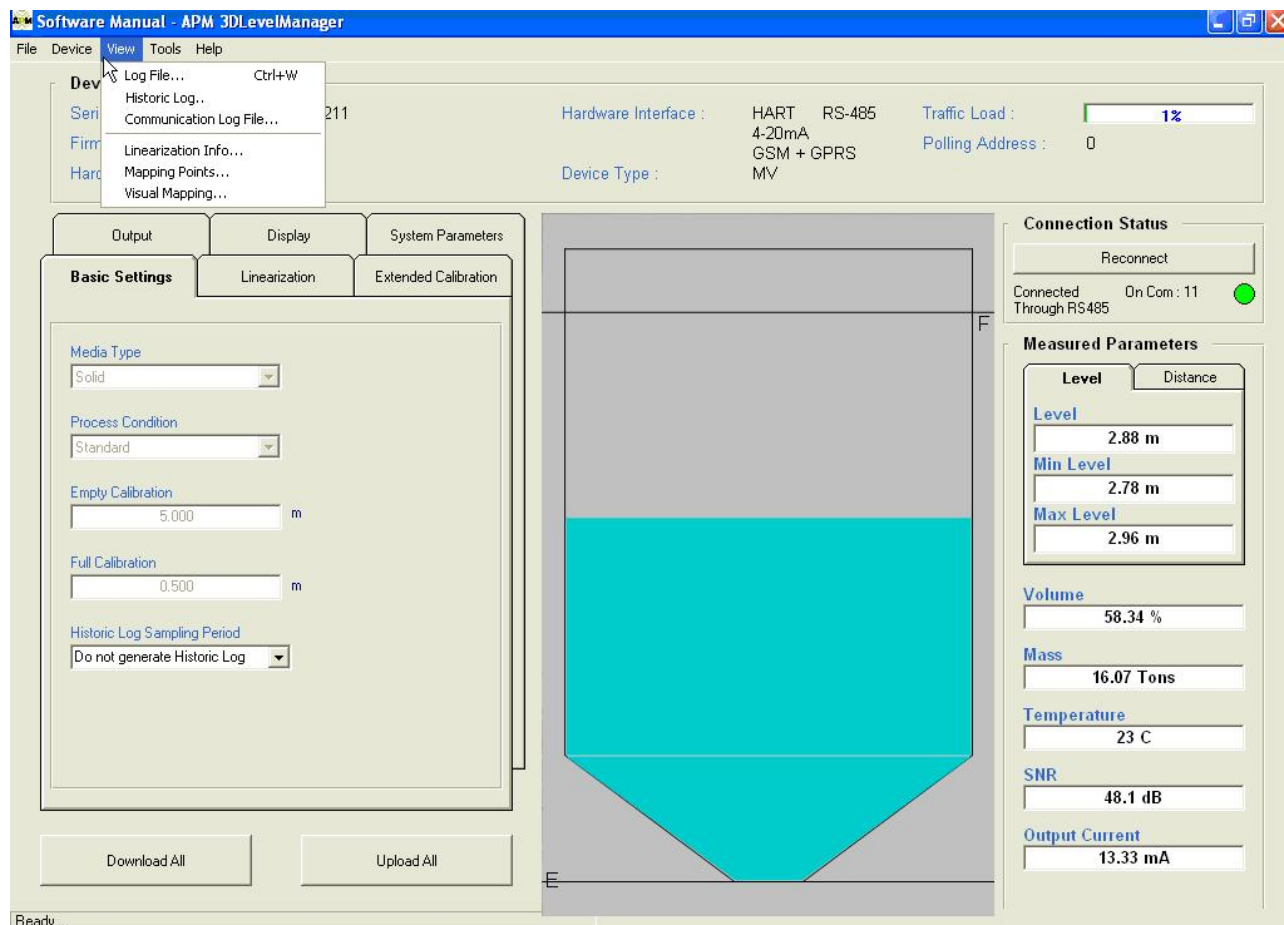 Software Manual - APM 3DLevelManager
File Device View Tools Help
Log File... Ctrl+W
Historic Log..
Communication Log File...
Linearization Info...
Mapping Points...
Visual Mapping...
211
Hardware Interface : HART RS-485
4-20mA
GSM + GPRS
Device Type : MV
Traffic Load : 1%
Polling Address : 0
Output Display System Parameters
Basic Settings Linearization Extended Calibration
Media Type
Solid
Process Condition
Standard
Empty Calibration
5.000 m
Full Calibration
0.500 m
Historic Log Sampling Period
Do not generate Historic Log
Download All Upload All
F
E
Connection Status
Reconnect
Connected On Com : 11
Through RS485
Measured Parameters
Level Distance
Level
2.88 m
Min Level
2.78 m
Max Level
2.96 m
Volume
58.34 %
Mass
16.07 Tons
Temperature
23 C
SNR
48.1 dB
Output Current
13.33 mA
Ready...